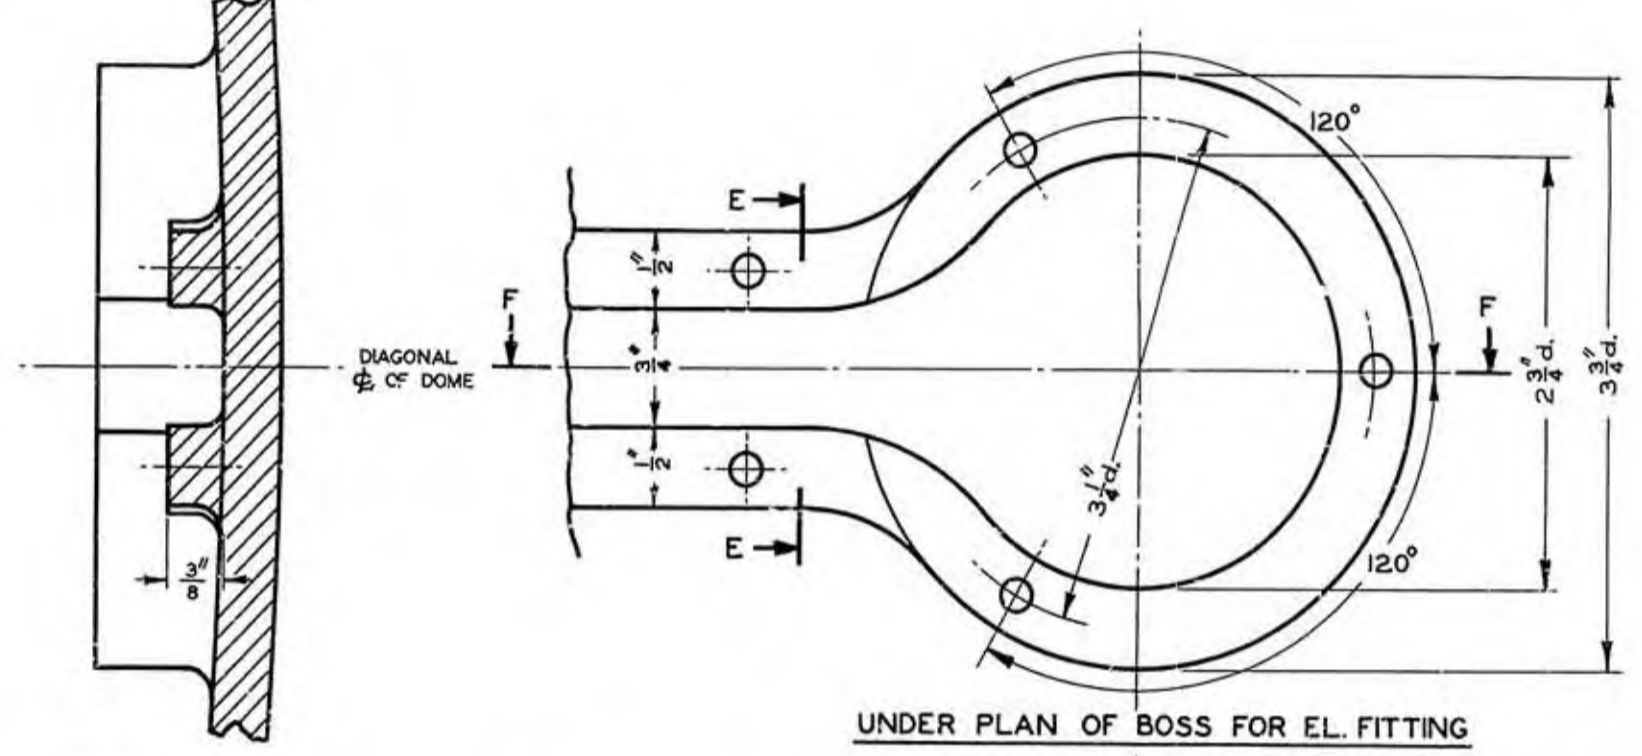 3/8"
DIAGONAL
℄ OF DOME
F
E
E
1/2"
3/4"
1/2"
120°
120°
3 1/4" d.
F
2 3/4" d.
3 3/4" d.
UNDER PLAN OF BOSS FOR EL. FITTING